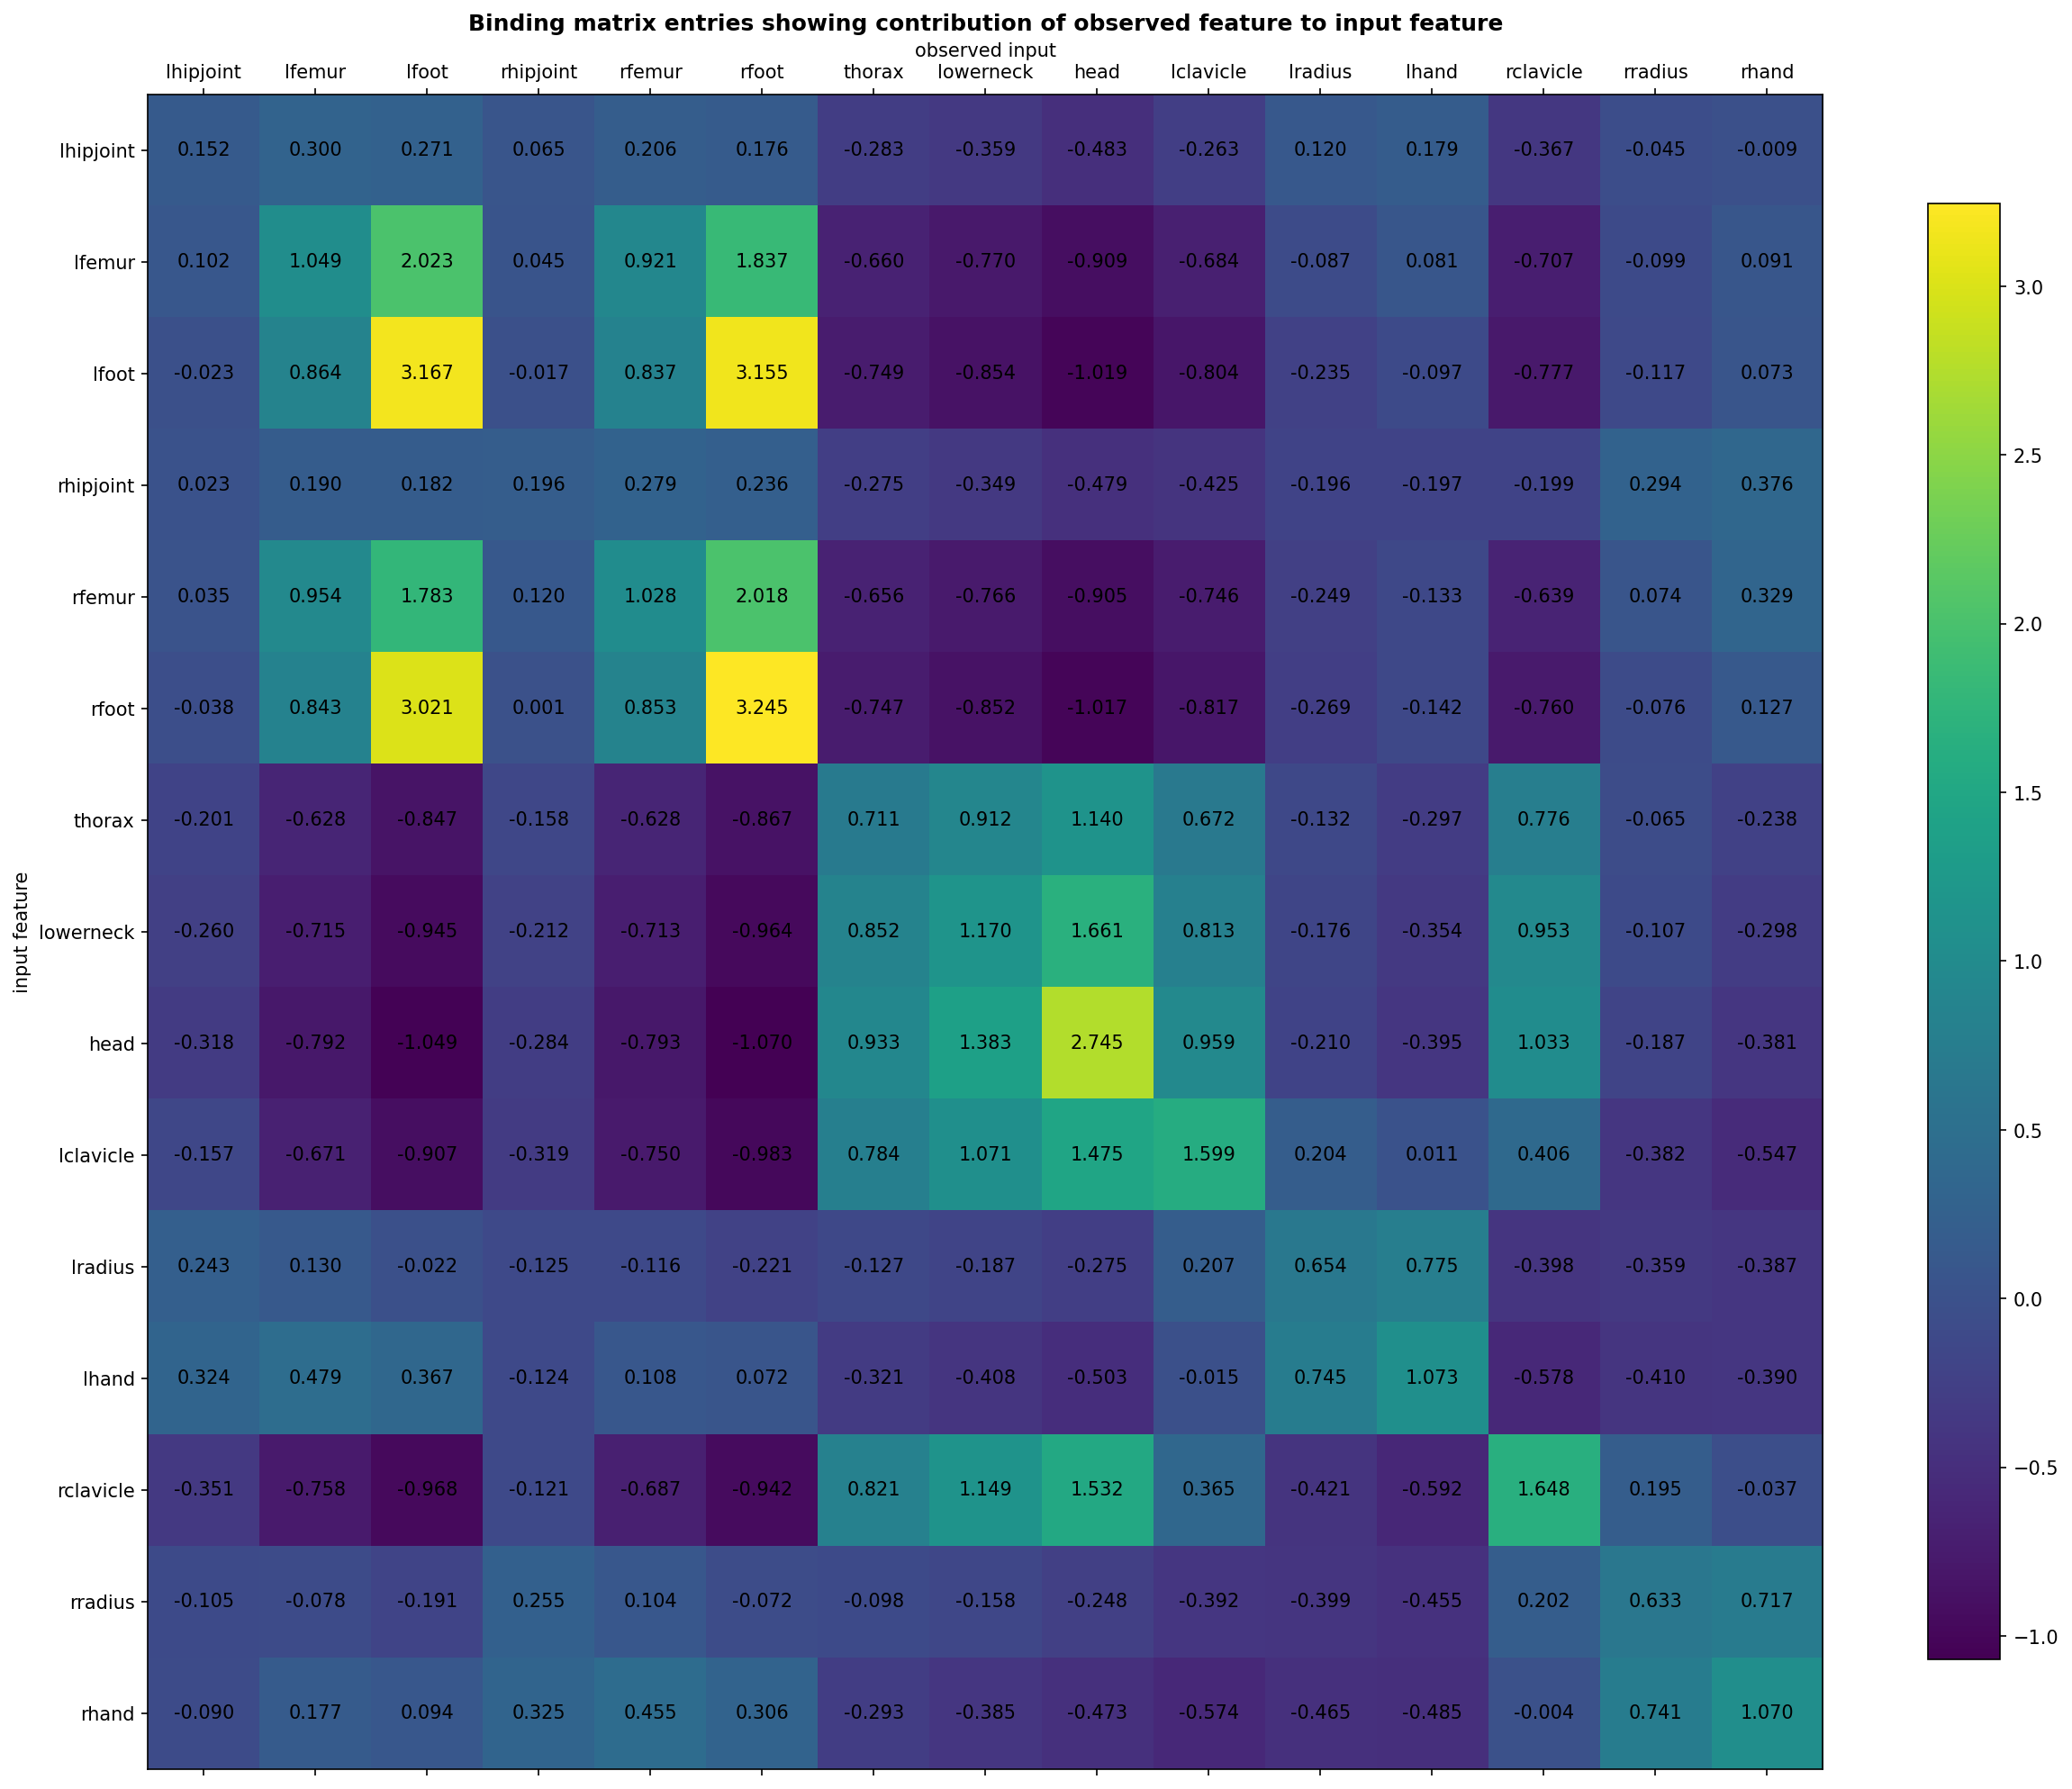 Binding matrix entries showing contribution of observed feature to input feature
observed input
lhipjoint lfemur lfoot rhipjoint rfemur rfoot thorax lowerneck head lclavicle lradius lhand rclavicle rradius rhand
input feature
lhipjoint 0.152 0.300 0.271 0.065 0.206 0.176 -0.283 -0.359 -0.483 -0.263 0.120 0.179 -0.367 -0.045 -0.009
lfemur 0.102 1.049 2.023 0.045 0.921 1.837 -0.660 -0.770 -0.909 -0.684 -0.087 0.081 -0.707 -0.099 0.091
lfoot -0.023 0.864 3.167 -0.017 0.837 3.155 -0.749 -0.854 -1.019 -0.804 -0.235 -0.097 -0.777 -0.117 0.073
rhipjoint 0.023 0.190 0.182 0.196 0.279 0.236 -0.275 -0.349 -0.479 -0.425 -0.196 -0.197 -0.199 0.294 0.376
rfemur 0.035 0.954 1.783 0.120 1.028 2.018 -0.656 -0.766 -0.905 -0.746 -0.249 -0.133 -0.639 0.074 0.329
rfoot -0.038 0.843 3.021 0.001 0.853 3.245 -0.747 -0.852 -1.017 -0.817 -0.269 -0.142 -0.760 -0.076 0.127
thorax -0.201 -0.628 -0.847 -0.158 -0.628 -0.867 0.711 0.912 1.140 0.672 -0.132 -0.297 0.776 -0.065 -0.238
lowerneck -0.260 -0.715 -0.945 -0.212 -0.713 -0.964 0.852 1.170 1.661 0.813 -0.176 -0.354 0.953 -0.107 -0.298
head -0.318 -0.792 -1.049 -0.284 -0.793 -1.070 0.933 1.383 2.745 0.959 -0.210 -0.395 1.033 -0.187 -0.381
lclavicle -0.157 -0.671 -0.907 -0.319 -0.750 -0.983 0.784 1.071 1.475 1.599 0.204 0.011 0.406 -0.382 -0.547
lradius 0.243 0.130 -0.022 -0.125 -0.116 -0.221 -0.127 -0.187 -0.275 0.207 0.654 0.775 -0.398 -0.359 -0.387
lhand 0.324 0.479 0.367 -0.124 0.108 0.072 -0.321 -0.408 -0.503 -0.015 0.745 1.073 -0.578 -0.410 -0.390
rclavicle -0.351 -0.758 -0.968 -0.121 -0.687 -0.942 0.821 1.149 1.532 0.365 -0.421 -0.592 1.648 0.195 -0.037
rradius -0.105 -0.078 -0.191 0.255 0.104 -0.072 -0.098 -0.158 -0.248 -0.392 -0.399 -0.455 0.202 0.633 0.717
rhand -0.090 0.177 0.094 0.325 0.455 0.306 -0.293 -0.385 -0.473 -0.574 -0.465 -0.485 -0.004 0.741 1.070
3.0
2.5
2.0
1.5
1.0
0.5
0.0
−0.5
−1.0